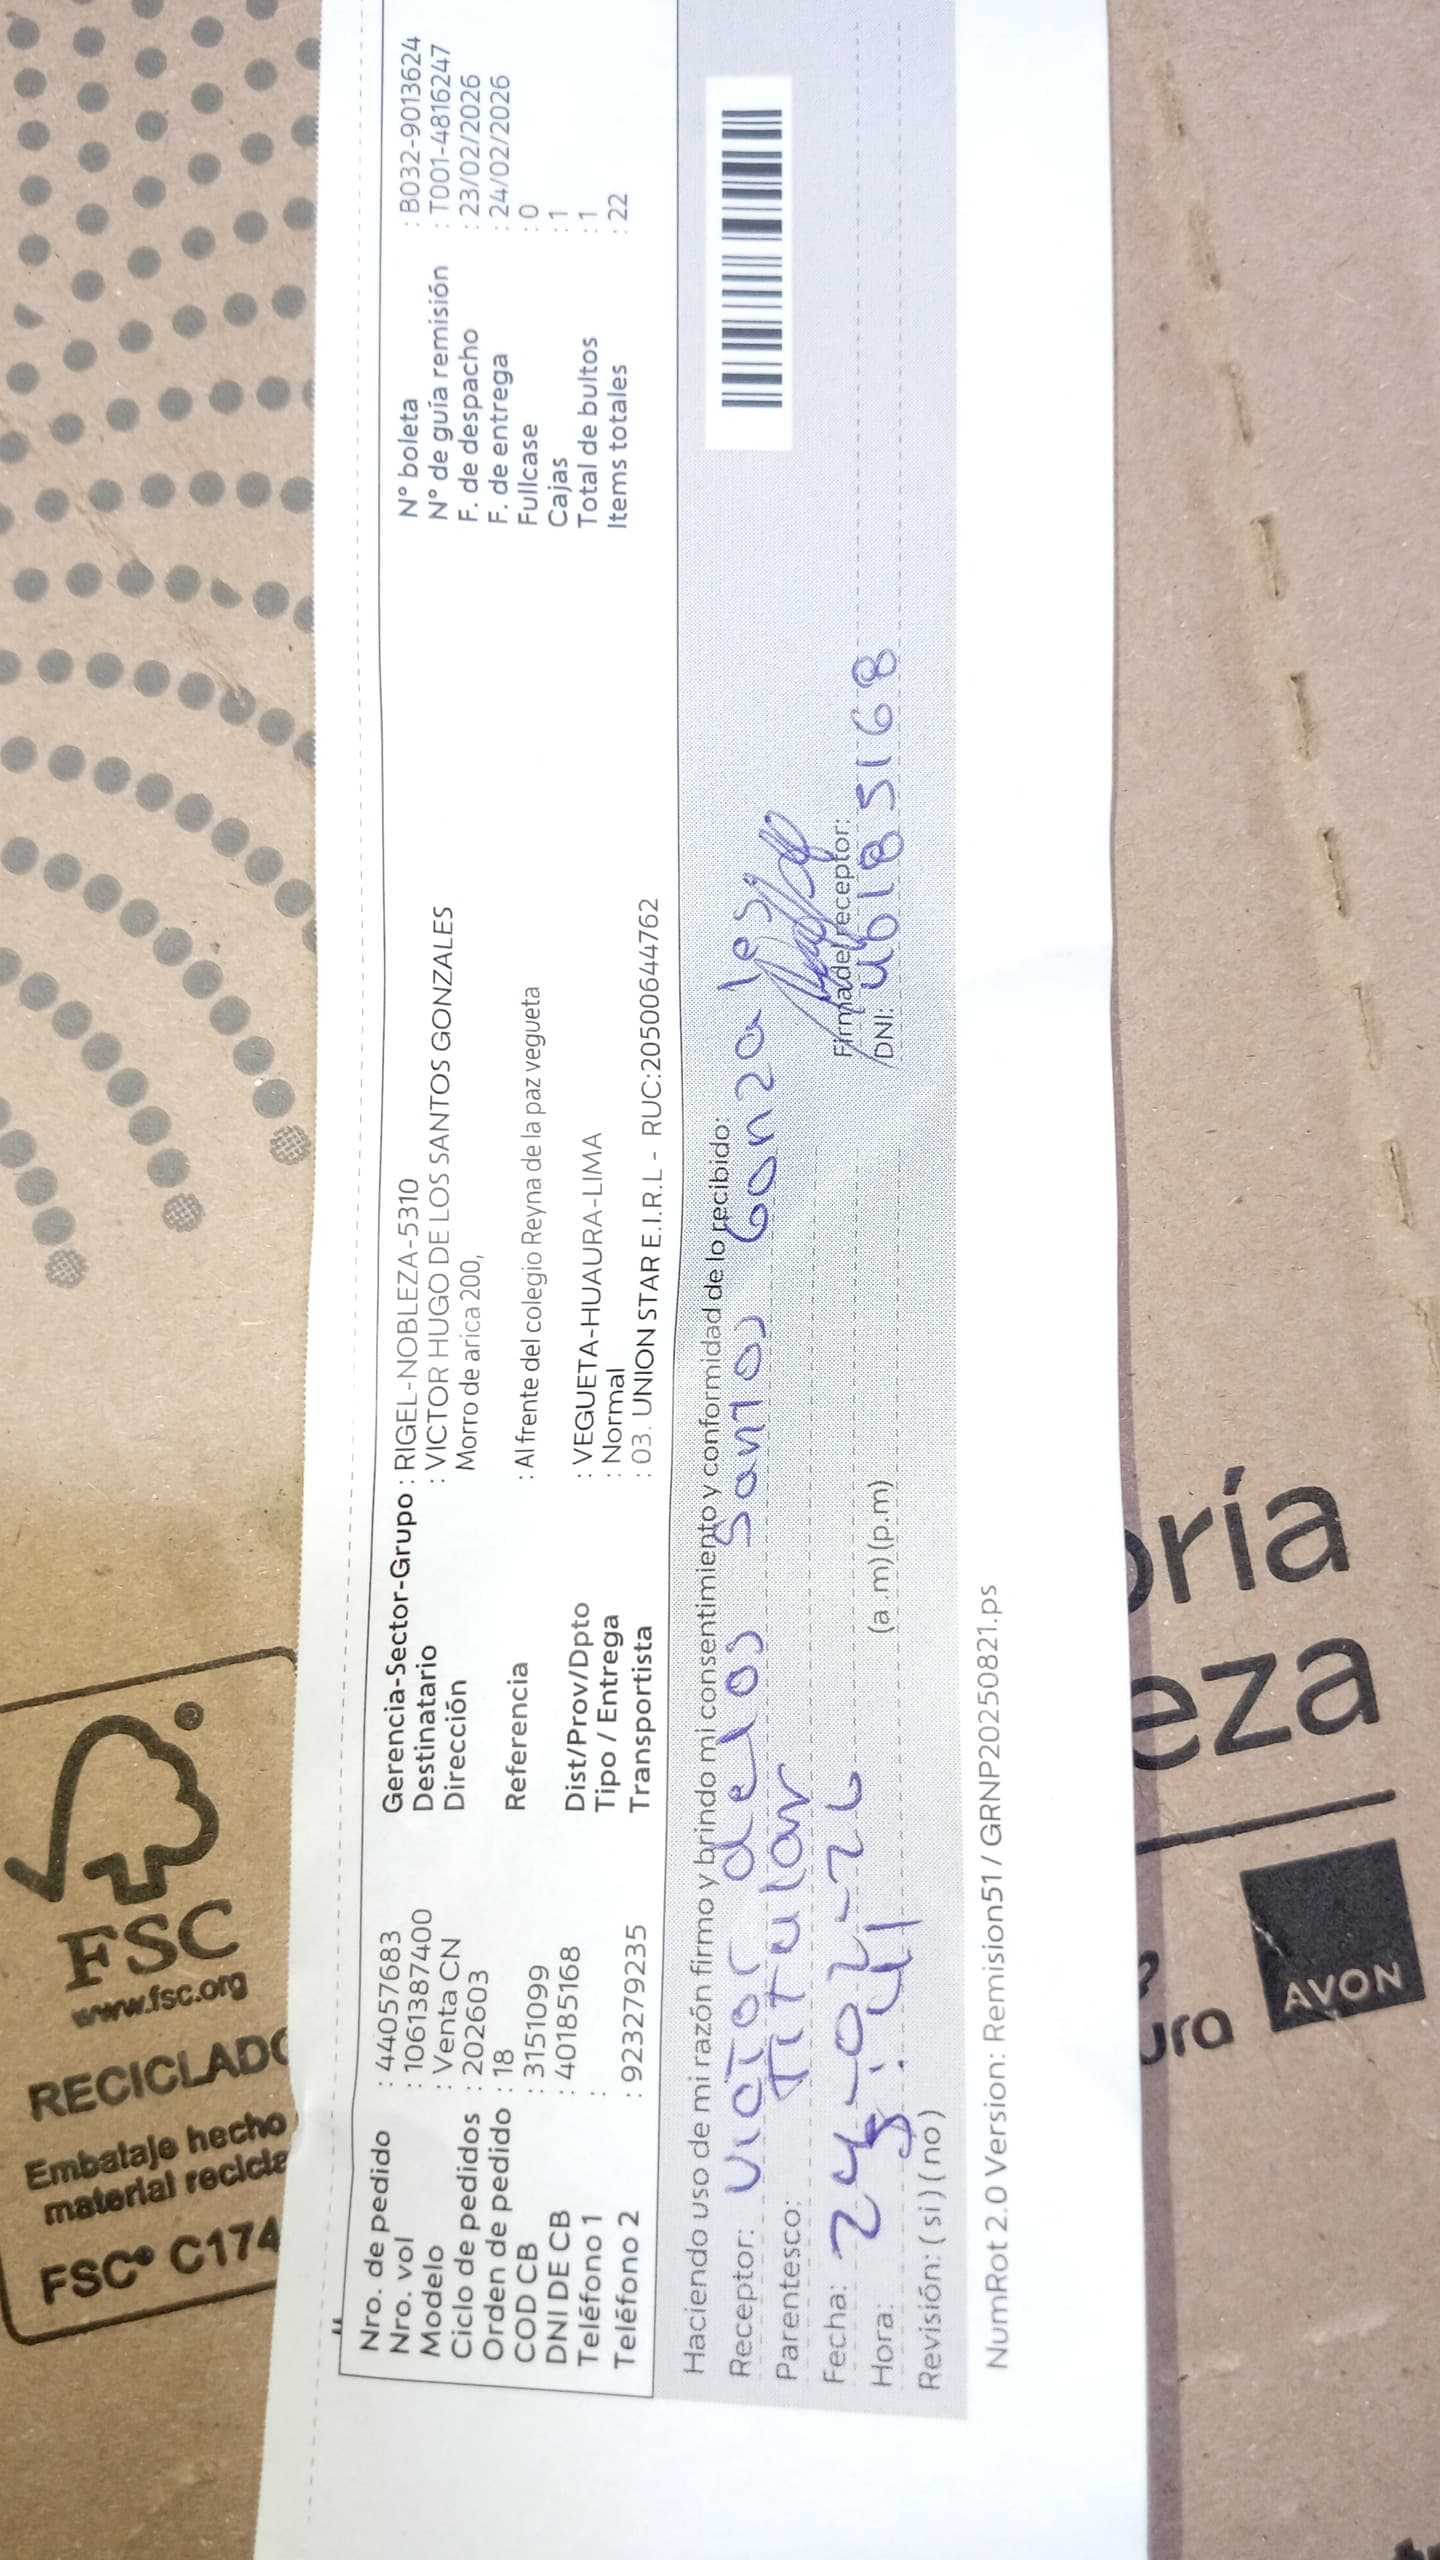 Nro. de pedido : 44057683
Nro. vol : 1061387400
Modelo : Venta CN
Ciclo de pedidos : 202603
Orden de pedido : 18
COD CB : 3151099
DNI DE CB : 40185168
Teléfono 1 :
Teléfono 2 : 923279235
Gerencia-Sector-Grupo : RIGEL-NOBLEZA-5310
Destinatario : VICTOR HUGO DE LOS SANTOS GONZALES
Dirección Morro de arica 200,
Referencia : Al frente del colegio Reyna de la paz vegueta
Dist/Prov/Dpto : VEGUETA-HUAURA-LIMA
Tipo / Entrega : Normal
Transportista : 03. UNION STAR E.I.R.L - RUC:20500644762
N° boleta : B032-9013624
N° de guía remisión : T001-4816247
F. de despacho : 23/02/2026
F. de entrega : 24/02/2026
Fullcase : 0
Cajas : 1
Total de bultos : 1
Items totales : 22
Haciendo uso de mi razón firmo y brindo mi consentimiento y conformidad de lo recibido:
Receptor: Victor delos Santos Gonzales
Parentesco: Titular
Fecha: 24-02-26
Hora: (a.m) (p.m)
Firma del receptor:
DNI: 40185168
Revisión: ( si ) ( no )
NumRot 2.0 Version: Remision51 / GRNP20250821.ps
FSC
www.fsc.org
RECICLADO
Embalaje hecho
material recicla
FSC® C174
oría
eza
ura
AVON